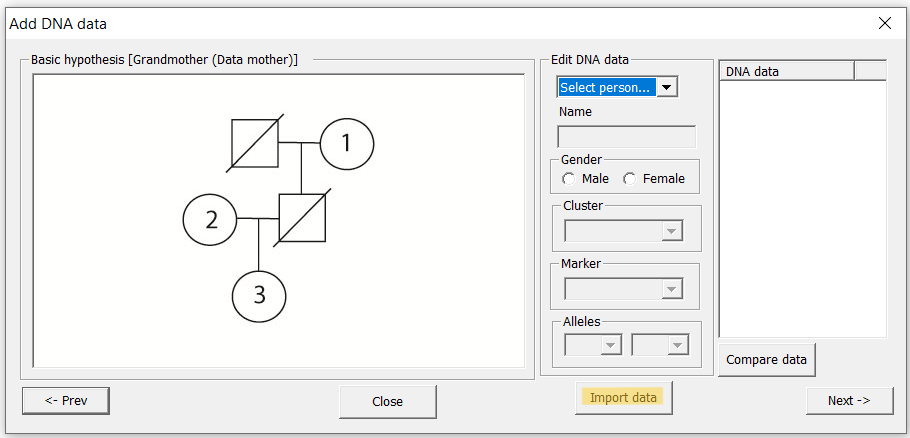 Add DNA data
Basic hypothesis [Grandmother (Data mother)]
1
2
3
Edit DNA data
Select person...
Name
Gender
Male Female
Cluster
Marker
Alleles
DNA data
Compare data
<- Prev
Close
Import data
Next ->